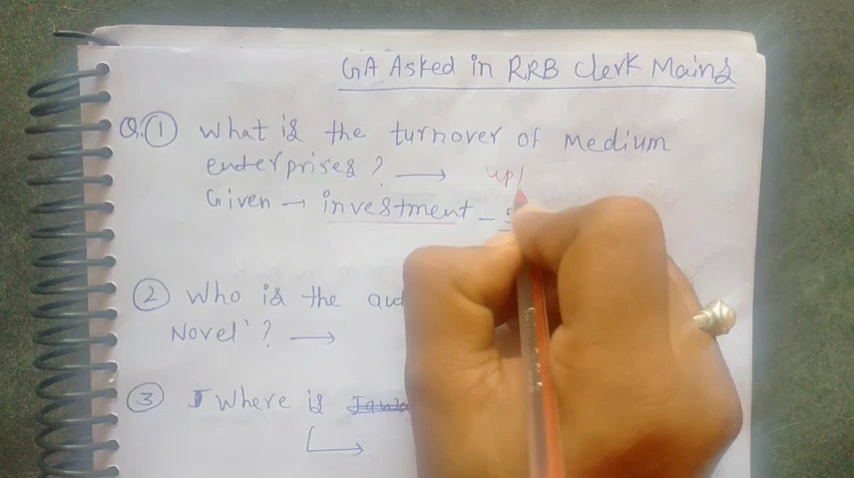 GA Asked in RRB Clerk Mains
Q.① What is the turnover of Medium
enterprises? → up
Given → investment -
② Who is the
Novel'? →
③ Where is